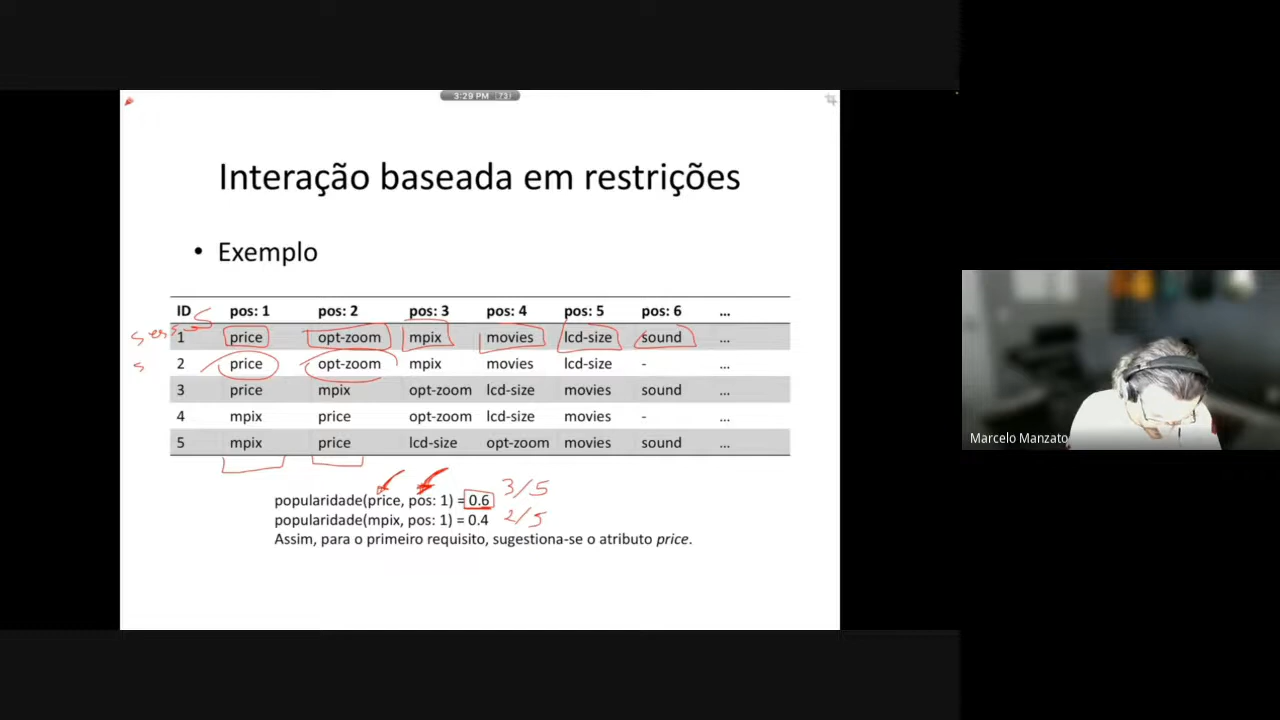 3:29 PM (73)
Interação baseada em restrições
• Exemplo
ID pos: 1 pos: 2 pos: 3 pos: 4 pos: 5 pos: 6 ...
1 price opt-zoom mpix movies lcd-size sound ...
2 price opt-zoom mpix movies lcd-size - ...
3 price mpix opt-zoom lcd-size movies sound ...
4 mpix price opt-zoom lcd-size movies - ...
5 mpix price lcd-size opt-zoom movies sound ...
popularidade(price, pos: 1) = 0.6 3/5
popularidade(mpix, pos: 1) = 0.4 2/5
Assim, para o primeiro requisito, sugestiona-se o atributo price.
Marcelo Manzato